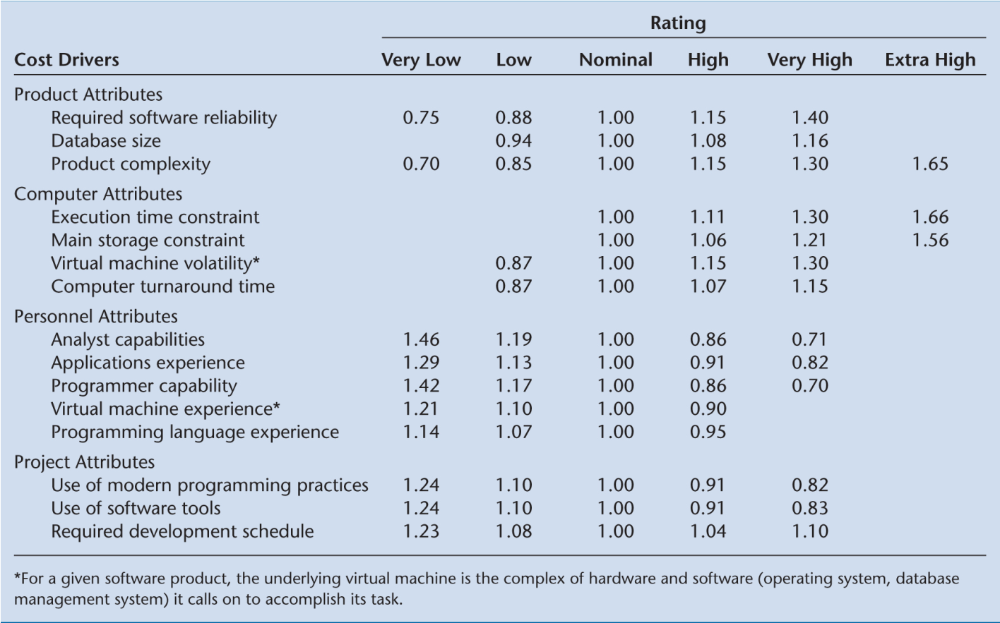 Rating
Cost Drivers Very Low Low Nominal High Very High Extra High
Product Attributes
Required software reliability 0.75 0.88 1.00 1.15 1.40
Database size 0.94 1.00 1.08 1.16
Product complexity 0.70 0.85 1.00 1.15 1.30 1.65
Computer Attributes
Execution time constraint 1.00 1.11 1.30 1.66
Main storage constraint 1.00 1.06 1.21 1.56
Virtual machine volatility* 0.87 1.00 1.15 1.30
Computer turnaround time 0.87 1.00 1.07 1.15
Personnel Attributes
Analyst capabilities 1.46 1.19 1.00 0.86 0.71
Applications experience 1.29 1.13 1.00 0.91 0.82
Programmer capability 1.42 1.17 1.00 0.86 0.70
Virtual machine experience* 1.21 1.10 1.00 0.90
Programming language experience 1.14 1.07 1.00 0.95
Project Attributes
Use of modern programming practices 1.24 1.10 1.00 0.91 0.82
Use of software tools 1.24 1.10 1.00 0.91 0.83
Required development schedule 1.23 1.08 1.00 1.04 1.10
*For a given software product, the underlying virtual machine is the complex of hardware and software (operating system, database
management system) it calls on to accomplish its task.